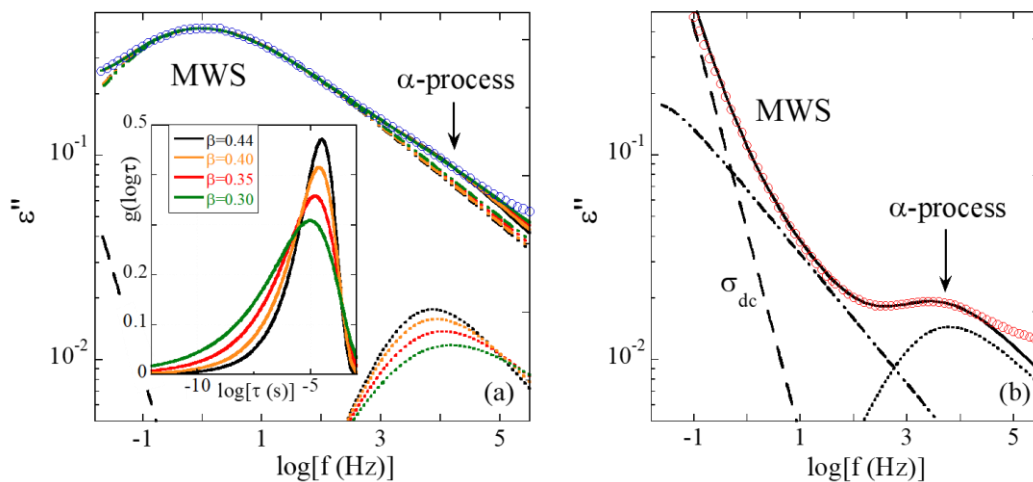 MWS
α-process
ε"
10⁻¹
10⁻²
0.5
g(logτ)
0.2
0.1
0
β=0.44
β=0.40
β=0.35
β=0.30
-10
-5
log[τ (s)]
(a)
-1
1
3
5
log[f (Hz)]
MWS
α-process
σdc
ε"
10⁻¹
10⁻²
(b)
-1
1
3
5
log[f (Hz)]